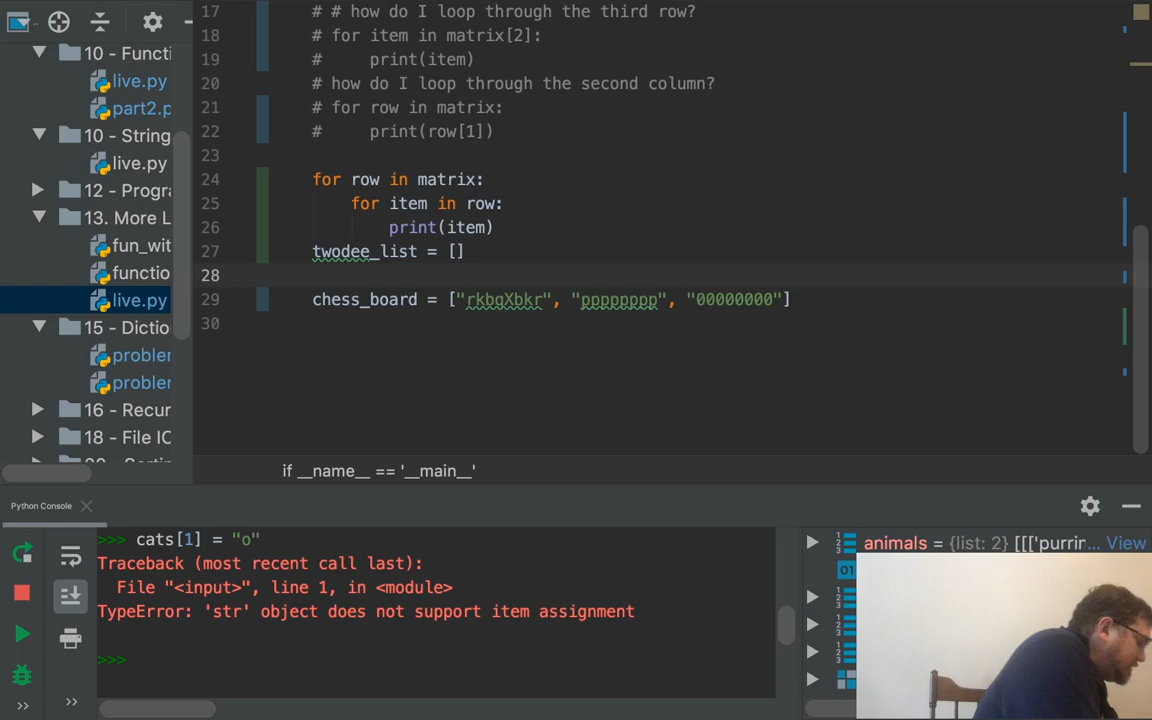 17 # # how do I loop through the third row?
18 # for item in matrix[2]:
19 #     print(item)
20 # how do I loop through the second column?
21 # for row in matrix:
22 #     print(row[1])
23
24 for row in matrix:
25     for item in row:
26         print(item)
27 twodee_list = []
28
29 chess_board = ["rkbqXbkr", "pppppppp", "00000000"]
30
10 - Functi
live.py
part2.p
10 - String
live.py
12 - Progra
13. More L
fun_wit
functio
live.py
15 - Dictio
problem
problem
16 - Recur
18 - File IO
if __name__ == '__main__'
Python Console
>>> cats[1] = "o"
Traceback (most recent call last):
  File "<input>", line 1, in <module>
TypeError: 'str' object does not support item assignment
>>>
animals = {list: 2} [[['purrin... View
01